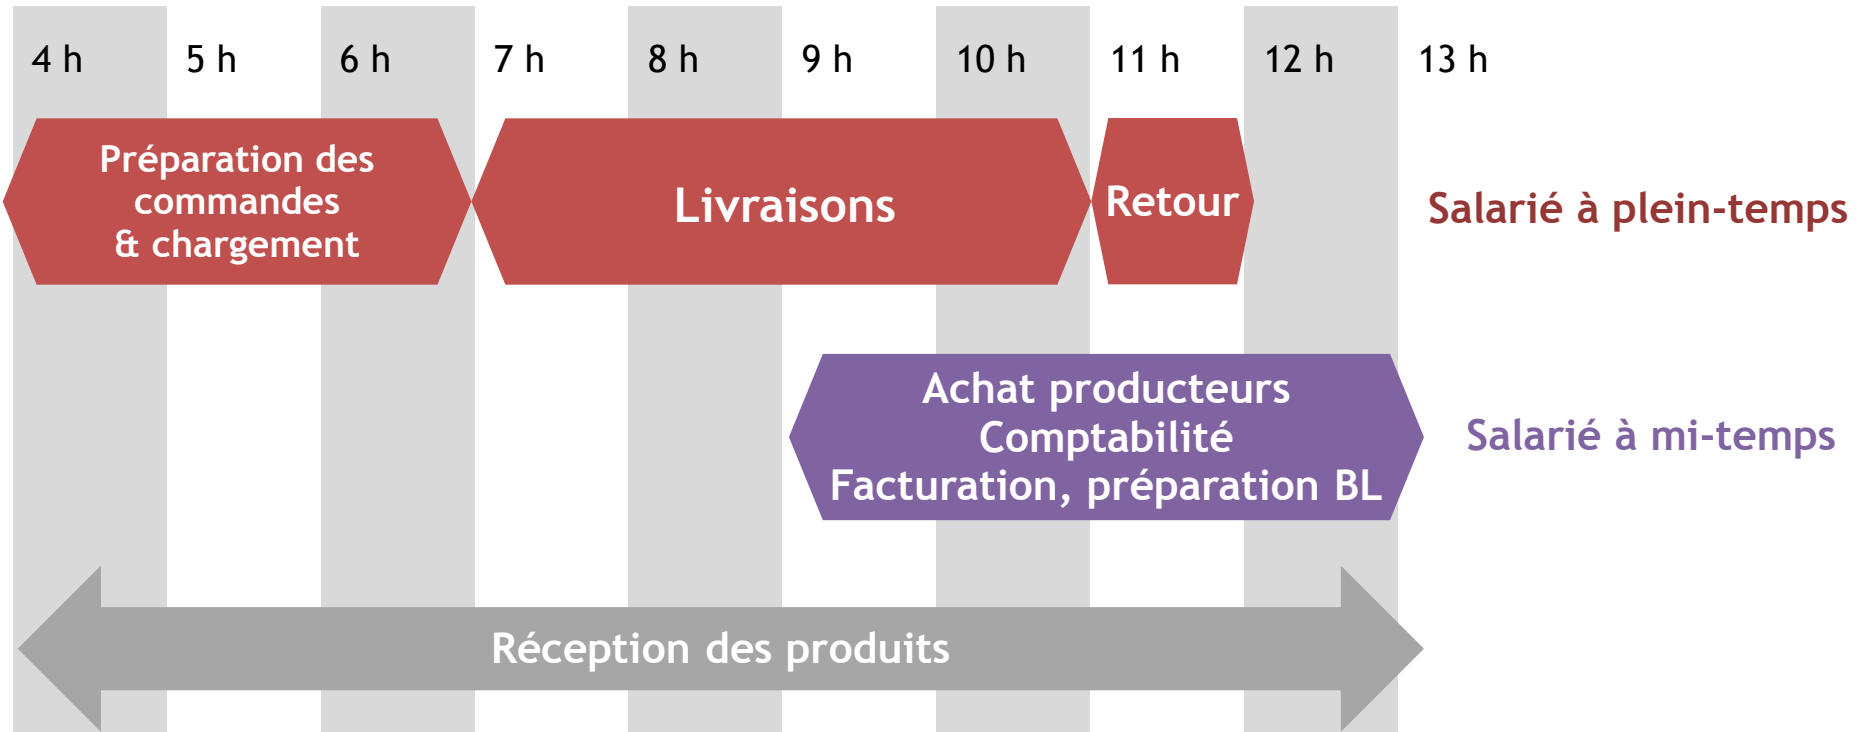 4 h 5 h 6 h 7 h 8 h 9 h 10 h 11 h 12 h 13 h
Préparation des
commandes
& chargement
Livraisons
Retour
Salarié à plein-temps
Achat producteurs
Comptabilité
Facturation, préparation BL
Salarié à mi-temps
Réception des produits